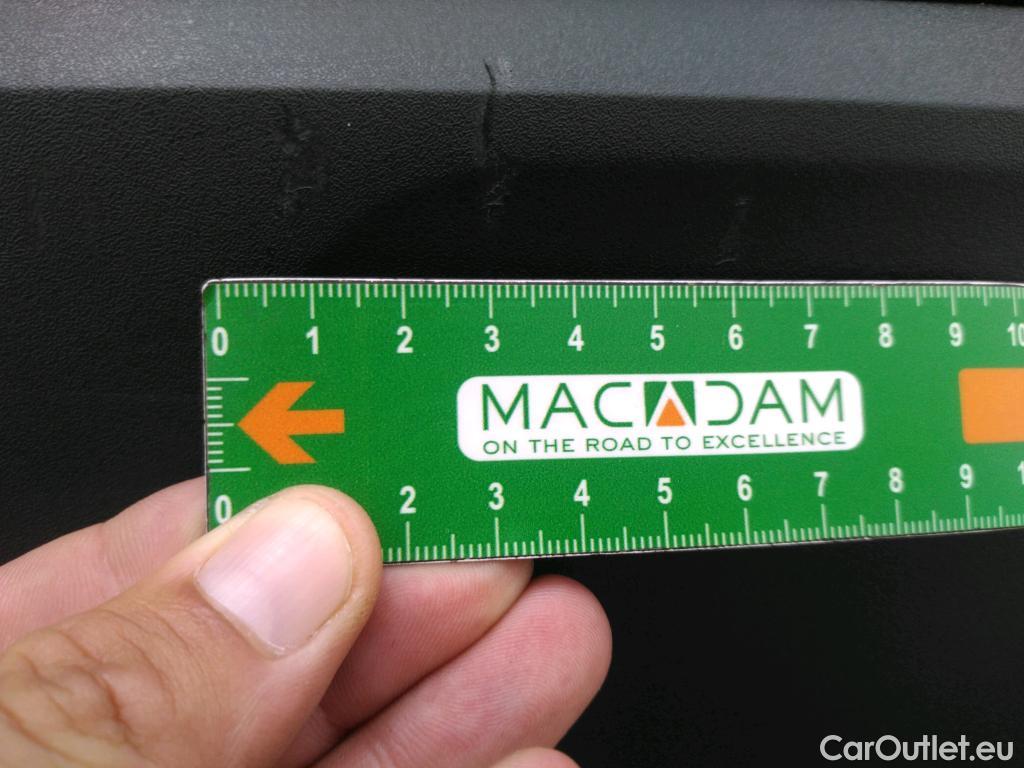 0 1 2 3 4 5 6 7 8 9 10
MACADAM
ON THE ROAD TO EXCELLENCE
0 2 3 4 5 6 7 8 9 1
CarOutlet.eu